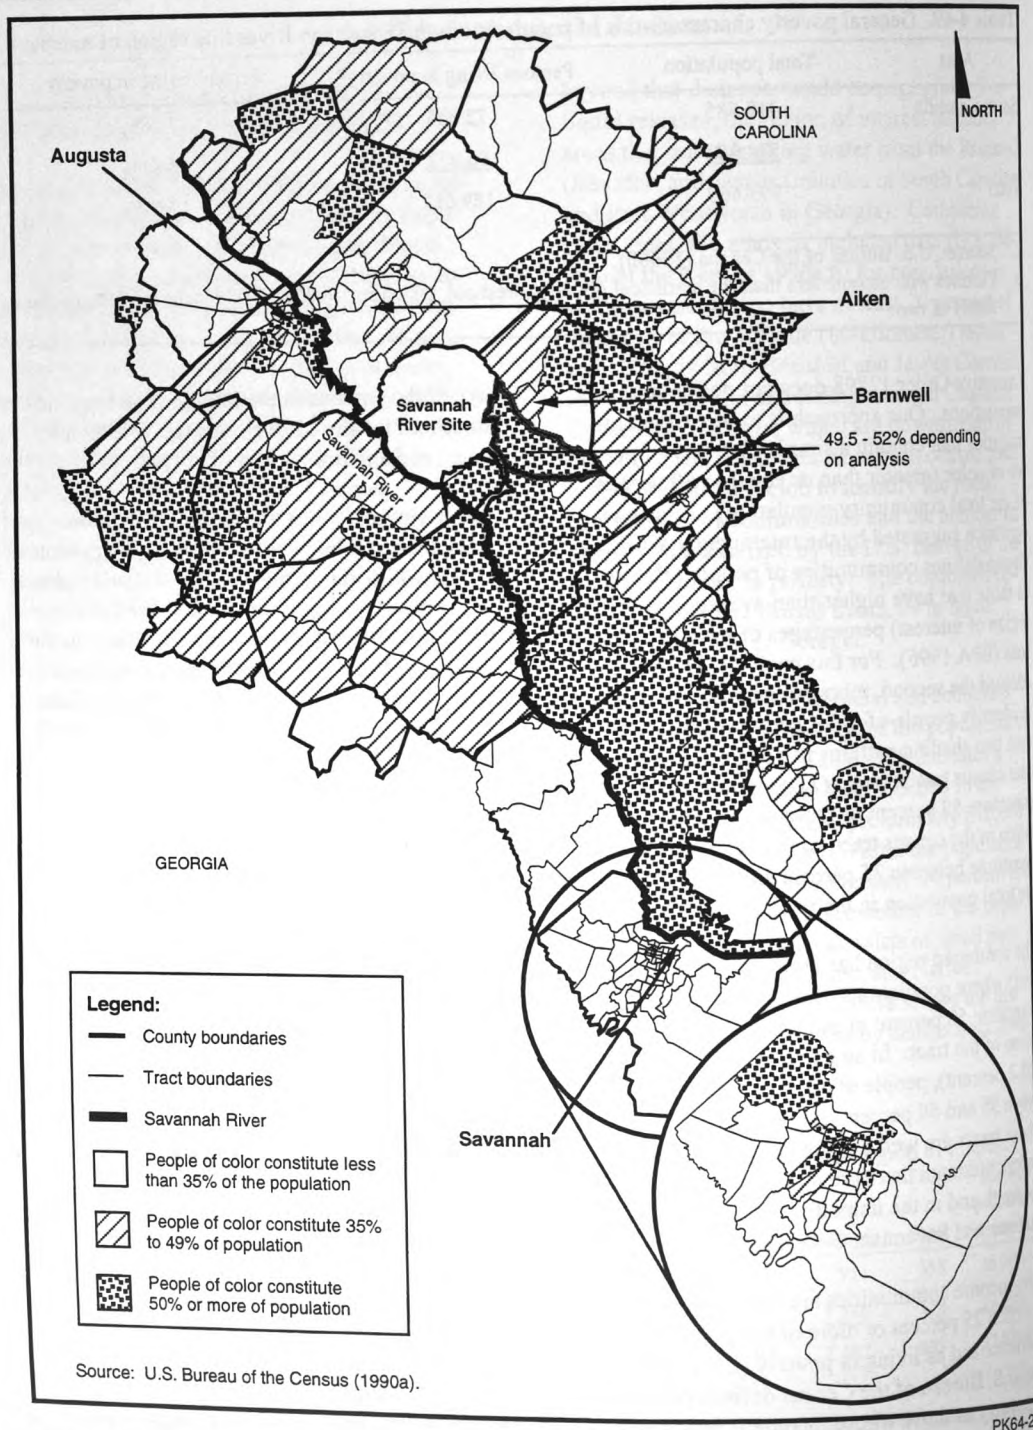 SOUTH
CAROLINA
NORTH
Augusta
Aiken
Barnwell
Savannah
River Site
49.5 - 52% depending
on analysis
Savannah River
GEORGIA
Legend:
County boundaries
Tract boundaries
Savannah River
People of color constitute less
than 35% of the population
People of color constitute 35%
to 49% of population
People of color constitute
50% or more of population
Savannah
Source: U.S. Bureau of the Census (1990a).
PK64-2